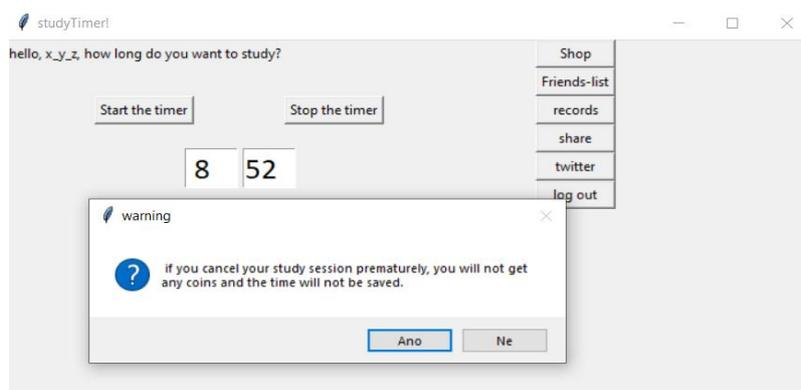 studyTimer!
hello, x_y_z, how long do you want to study?
Shop
Friends-list
Start the timer
Stop the timer
records
share
8
52
twitter
log out
warning
?
if you cancel your study session prematurely, you will not get
any coins and the time will not be saved.
Ano
Ne